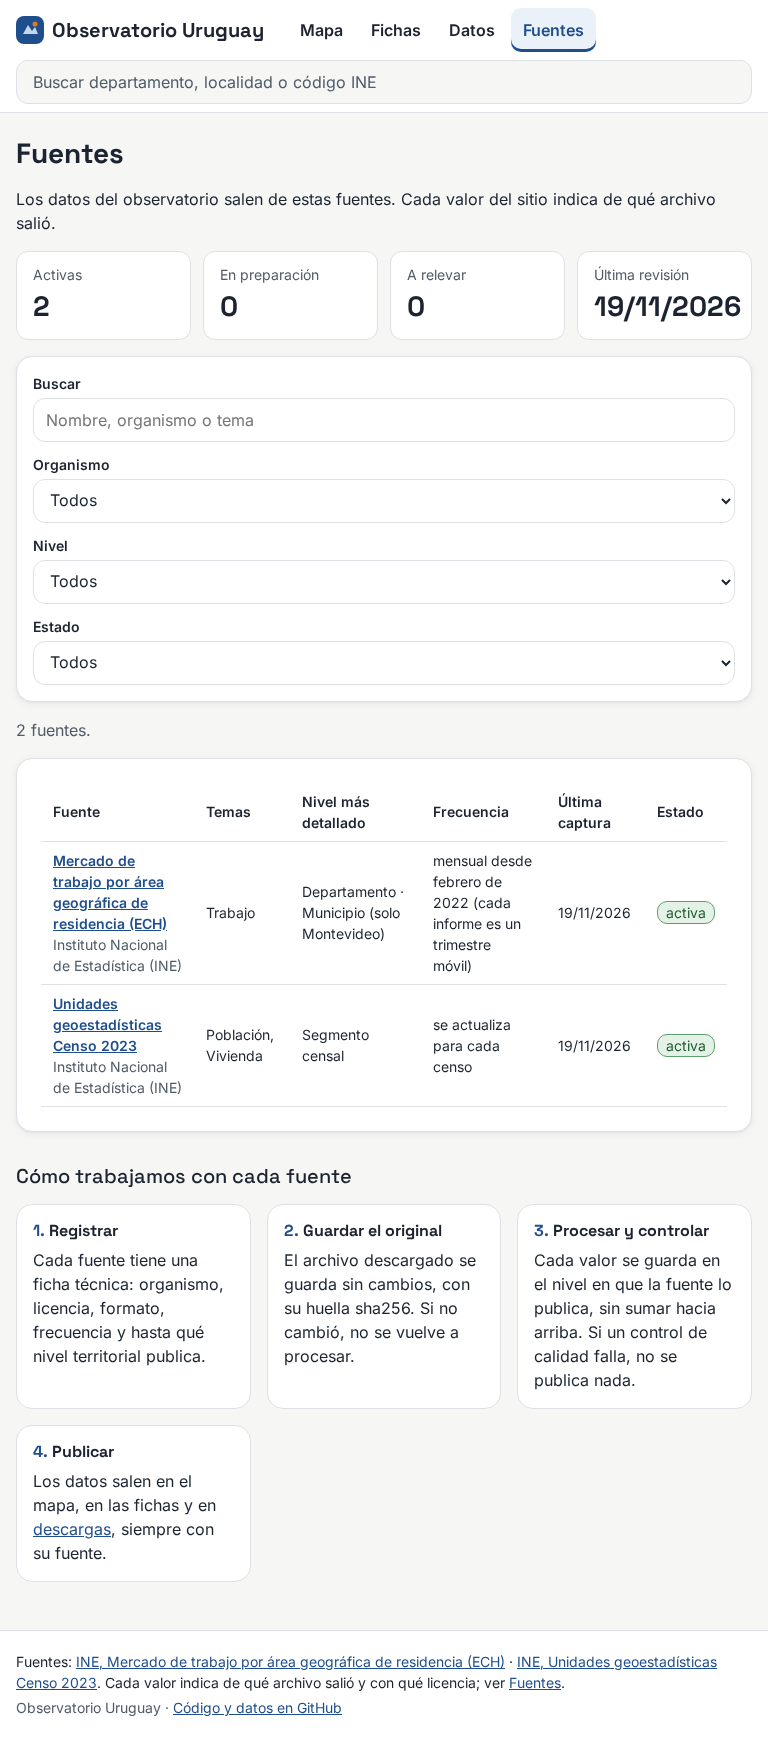 Observatorio Uruguay
Mapa
Fichas
Datos
Fuentes
Buscar departamento, localidad o código INE
Fuentes
Los datos del observatorio salen de estas fuentes. Cada valor del sitio indica de qué archivo
salió.
Activas
2
En preparación
0
A relevar
0
Última revisión
19/11/2026
Buscar
Nombre, organismo o tema
Organismo
Todos
Nivel
Todos
Estado
Todos
2 fuentes.
Fuente
Temas
Nivel más
detallado
Frecuencia
Última
captura
Estado
Mercado de
trabajo por área
geográfica de
residencia (ECH)
Instituto Nacional
de Estadística (INE)
Trabajo
Departamento ·
Municipio (solo
Montevideo)
mensual desde
febrero de
2022 (cada
informe es un
trimestre
móvil)
19/11/2026
activa
Unidades
geoestadísticas
Censo 2023
Instituto Nacional
de Estadística (INE)
Población,
Vivienda
Segmento
censal
se actualiza
para cada
censo
19/11/2026
activa
Cómo trabajamos con cada fuente
1. Registrar
Cada fuente tiene una
ficha técnica: organismo,
licencia, formato,
frecuencia y hasta qué
nivel territorial publica.
2. Guardar el original
El archivo descargado se
guarda sin cambios, con
su huella sha256. Si no
cambió, no se vuelve a
procesar.
3. Procesar y controlar
Cada valor se guarda en
el nivel en que la fuente lo
publica, sin sumar hacia
arriba. Si un control de
calidad falla, no se
publica nada.
4. Publicar
Los datos salen en el
mapa, en las fichas y en
descargas, siempre con
su fuente.
Fuentes: INE, Mercado de trabajo por área geográfica de residencia (ECH) · INE, Unidades geoestadísticas
Censo 2023. Cada valor indica de qué archivo salió y con qué licencia; ver Fuentes.
Observatorio Uruguay · Código y datos en GitHub